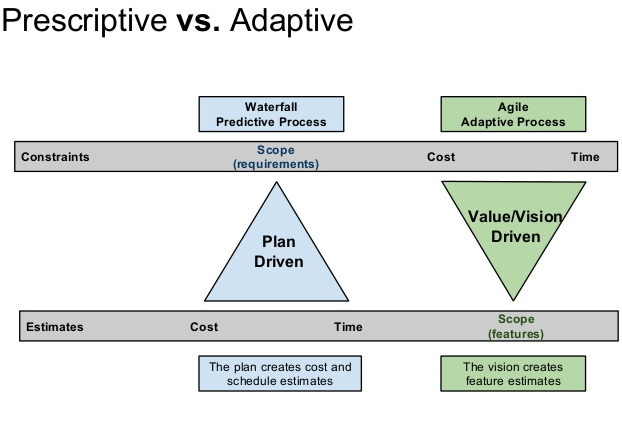 Prescriptive vs. Adaptive
Waterfall
Predictive Process
Agile
Adaptive Process
Constraints
Scope
(requirements)
Cost
Time
Plan
Driven
Value/Vision
Driven
Estimates
Cost
Time
Scope
(features)
The plan creates cost and
schedule estimates
The vision creates
feature estimates